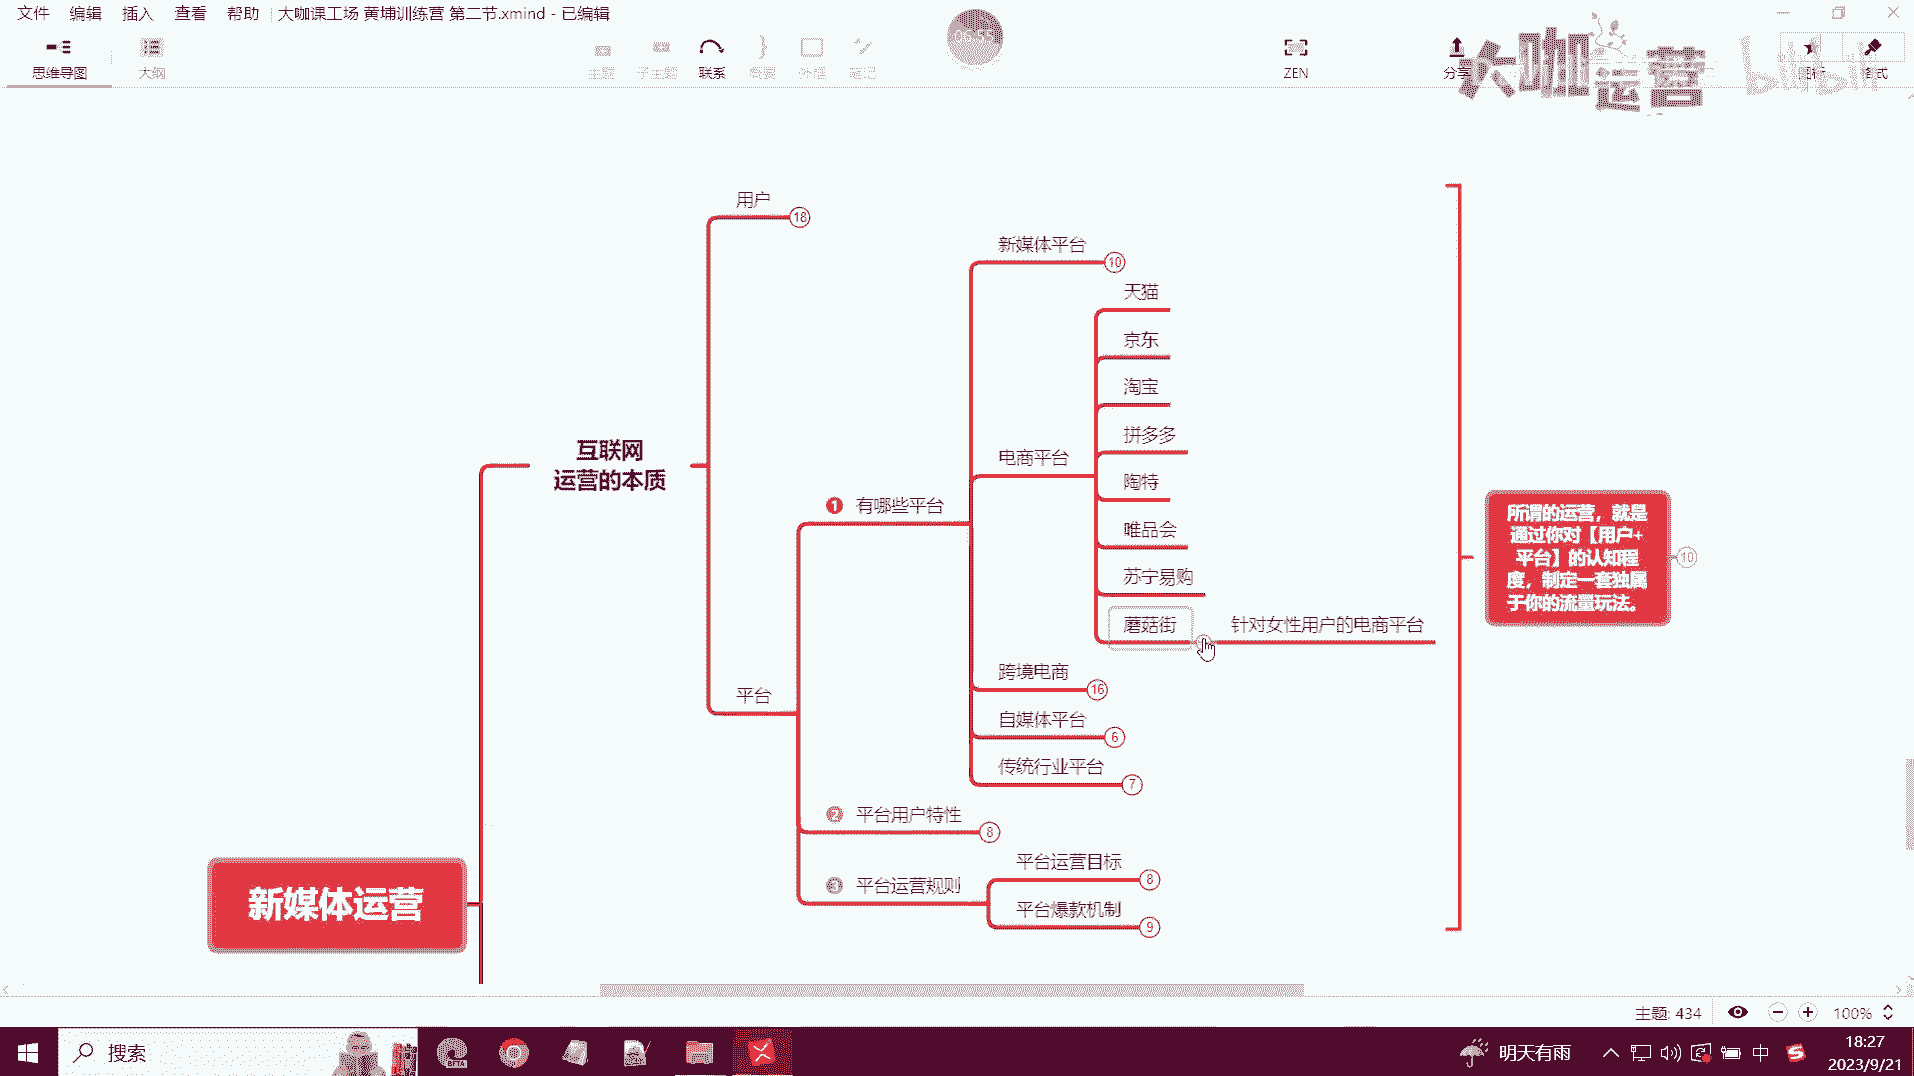 文件 编辑 插入 查看 帮助 大咖课工场 黄埔训练营 第二节.xmind - 已编辑
思维导图 大纲 主题 子主题 联系 概要 外框 笔记 ZEN 分享 图标 格式
06:55
大咖运营
bilibili
用户 18
新媒体平台 10
天猫
京东
淘宝
拼多多
电商平台
陶特
唯品会
苏宁易购
蘑菇街 针对女性用户的电商平台
互联网
运营的本质
1 有哪些平台
平台
跨境电商 16
自媒体平台 6
传统行业平台 7
2 平台用户特性 8
3 平台运营规则
平台运营目标 8
平台爆款机制 9
新媒体运营
所谓的运营，就是
通过你对【用户+
平台】的认知程
度，制定一套独属
于你的流量玩法。
10
主题: 434 100%
搜索 BETA 明天有雨 中 18:27
2023/9/21